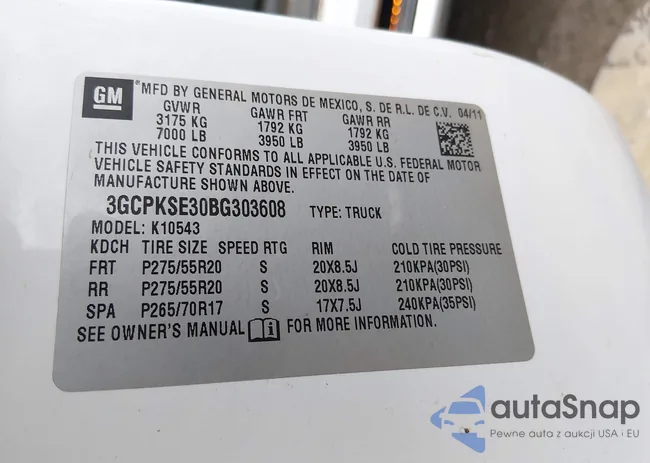 GM
MFD BY GENERAL MOTORS DE MEXICO, S. DE R.L. DE C.V. 04/11
GVWR GAWR FRT GAWR RR
3175 KG 1792 KG 1792 KG
7000 LB 3950 LB 3950 LB
THIS VEHICLE CONFORMS TO ALL APPLICABLE U.S. FEDERAL MOTOR
VEHICLE SAFETY STANDARDS IN EFFECT ON THE DATE OF
MANUFACTURE SHOWN ABOVE.
3GCPKSE30BG303608 TYPE: TRUCK
MODEL: K10543
KDCH TIRE SIZE SPEED RTG RIM COLD TIRE PRESSURE
FRT P275/55R20 S 20X8.5J 210KPA(30PSI)
RR P275/55R20 S 20X8.5J 210KPA(30PSI)
SPA P265/70R17 S 17X7.5J 240KPA(35PSI)
SEE OWNER'S MANUAL i FOR MORE INFORMATION.
autaSnap
Pewne auta z aukcji USA i EU